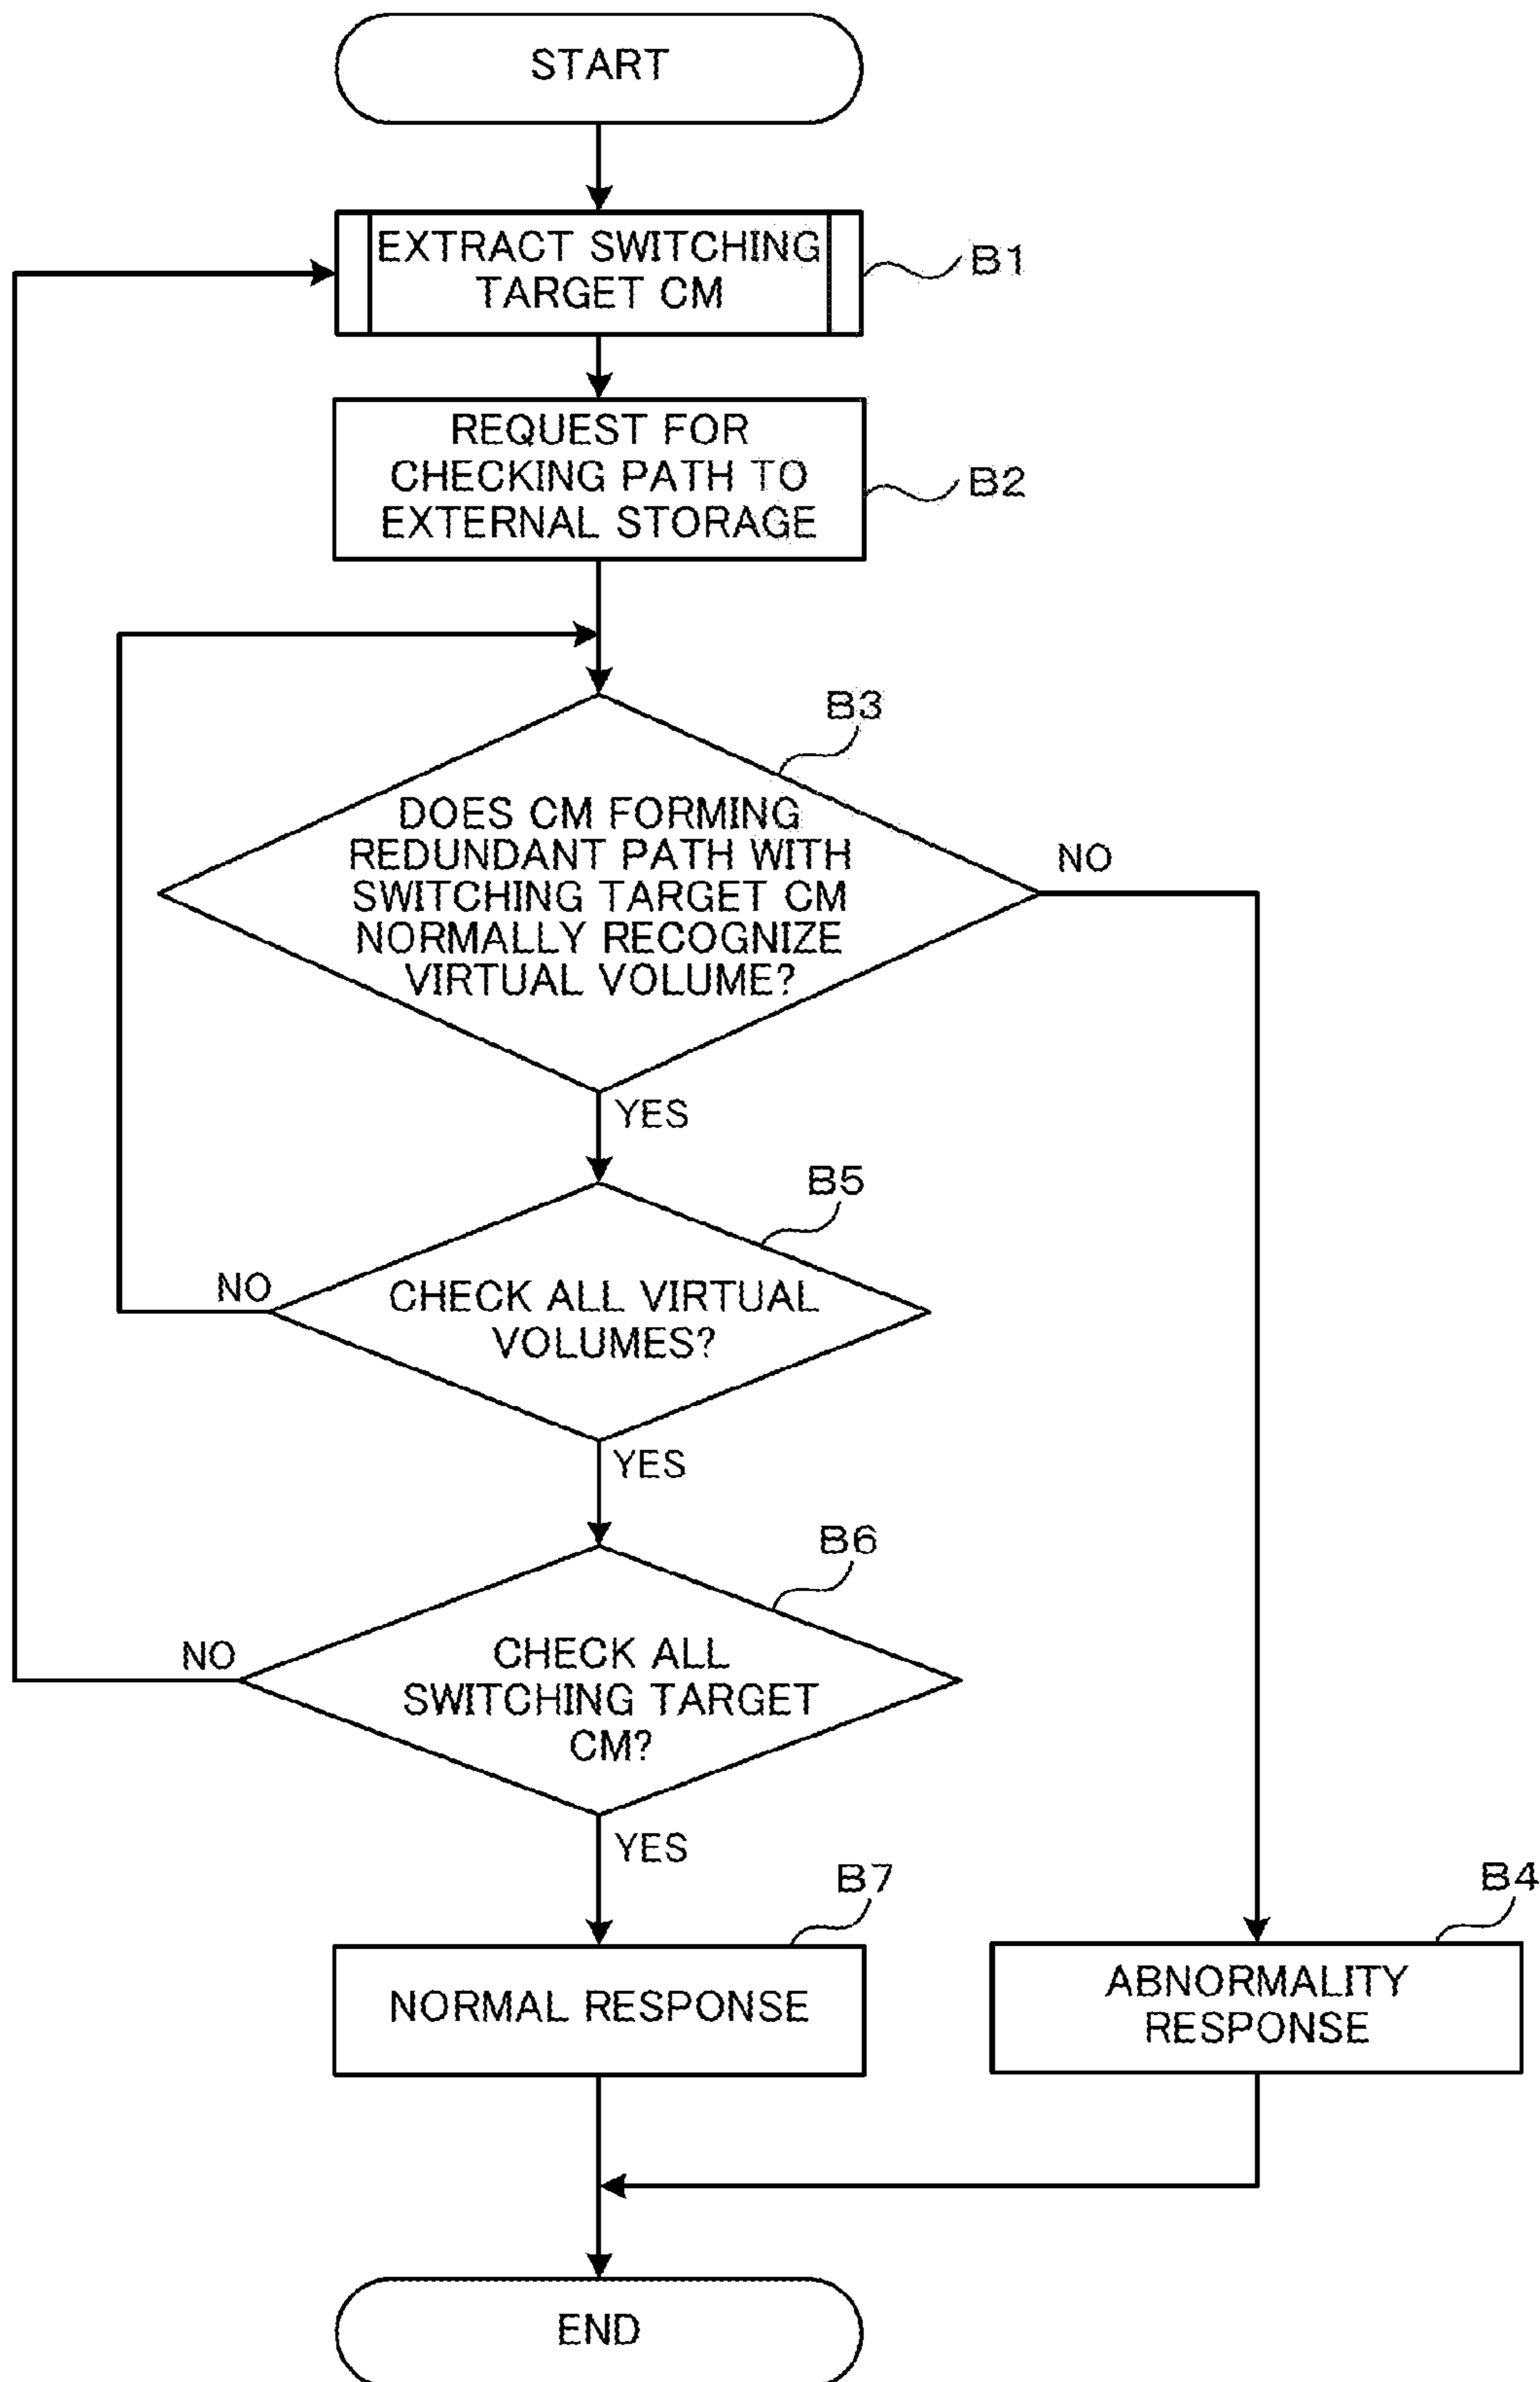 START
EXTRACT SWITCHING
TARGET CM
B1
REQUEST FOR
CHECKING PATH TO
EXTERNAL STORAGE
B2
B3
DOES CM FORMING
REDUNDANT PATH WITH
SWITCHING TARGET CM
NORMALLY RECOGNIZE
VIRTUAL VOLUME?
NO
YES
B5
NO
CHECK ALL VIRTUAL
VOLUMES?
YES
B6
NO
CHECK ALL
SWITCHING TARGET
CM?
YES
B7
B4
NORMAL RESPONSE
ABNORMALITY
RESPONSE
END